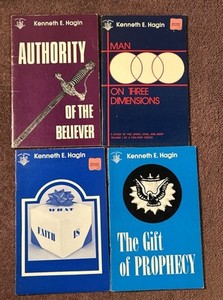 Kenneth E. Hagin
AUTHORITY
OF THE
BELIEVER
Kenneth E. Hagin
MAN
ON THREE
DIMENSIONS
Kenneth E. Hagin
WHAT
FAITH IS
Kenneth E. Hagin
The Gift
of PROPHECY